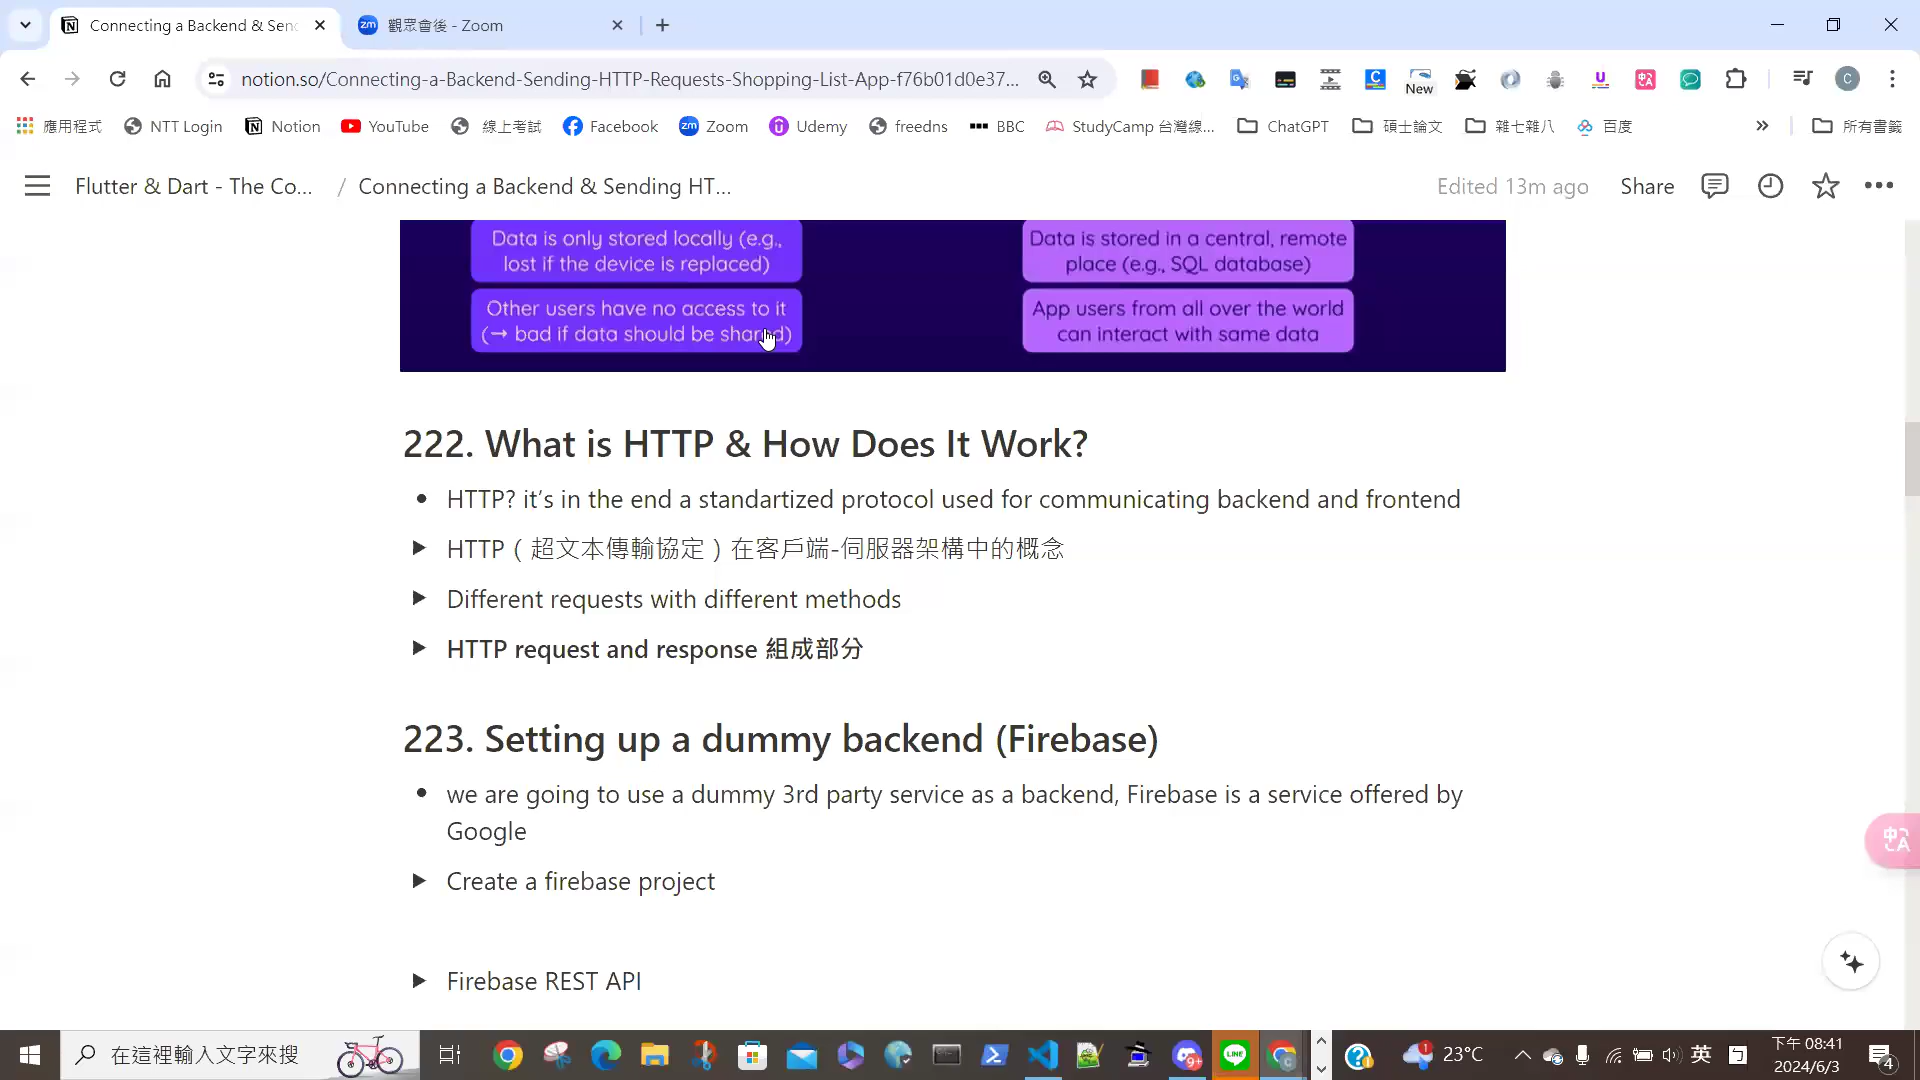 Connecting a Backend & Senc
觀眾會後 - Zoom
notion.so/Connecting-a-Backend-Sending-HTTP-Requests-Shopping-List-App-f76b01d0e37...
New
C
應用程式
NTT Login
Notion
YouTube
線上考試
Facebook
Zoom
Udemy
freedns
BBC
StudyCamp 台灣線...
ChatGPT
碩士論文
雜七雜八
百度
所有書籤
Flutter & Dart - The Co... / Connecting a Backend & Sending HT...
Edited 13m ago
Share
Data is only stored locally (e.g.,
lost if the device is replaced)
Other users have no access to it
(→ bad if data should be shared)
Data is stored in a central, remote
place (e.g., SQL database)
App users from all over the world
can interact with same data
222. What is HTTP & How Does It Work?
HTTP? it’s in the end a standartized protocol used for communicating backend and frontend
HTTP（超文本傳輸協定）在客戶端-伺服器架構中的概念
Different requests with different methods
HTTP request and response 組成部分
223. Setting up a dummy backend (Firebase)
we are going to use a dummy 3rd party service as a backend, Firebase is a service offered by
Google
Create a firebase project
Firebase REST API
在這裡輸入文字來搜
LINE
9+
1
23°C
英
下午 08:41
2024/6/3
4